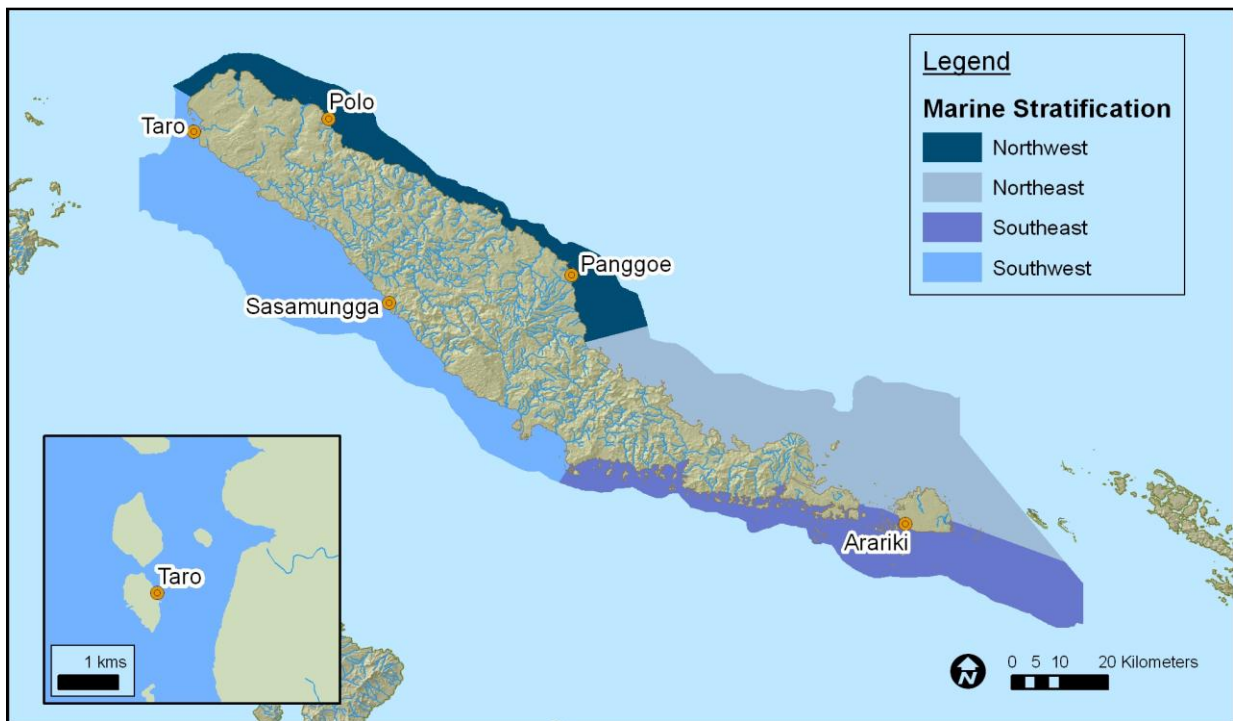 Legend
Marine Stratification
Northwest
Northeast
Southeast
Southwest
Polo
Taro
Panggoe
Sasamungga
Arariki
Taro
1 kms
N
0 5 10 20 Kilometers